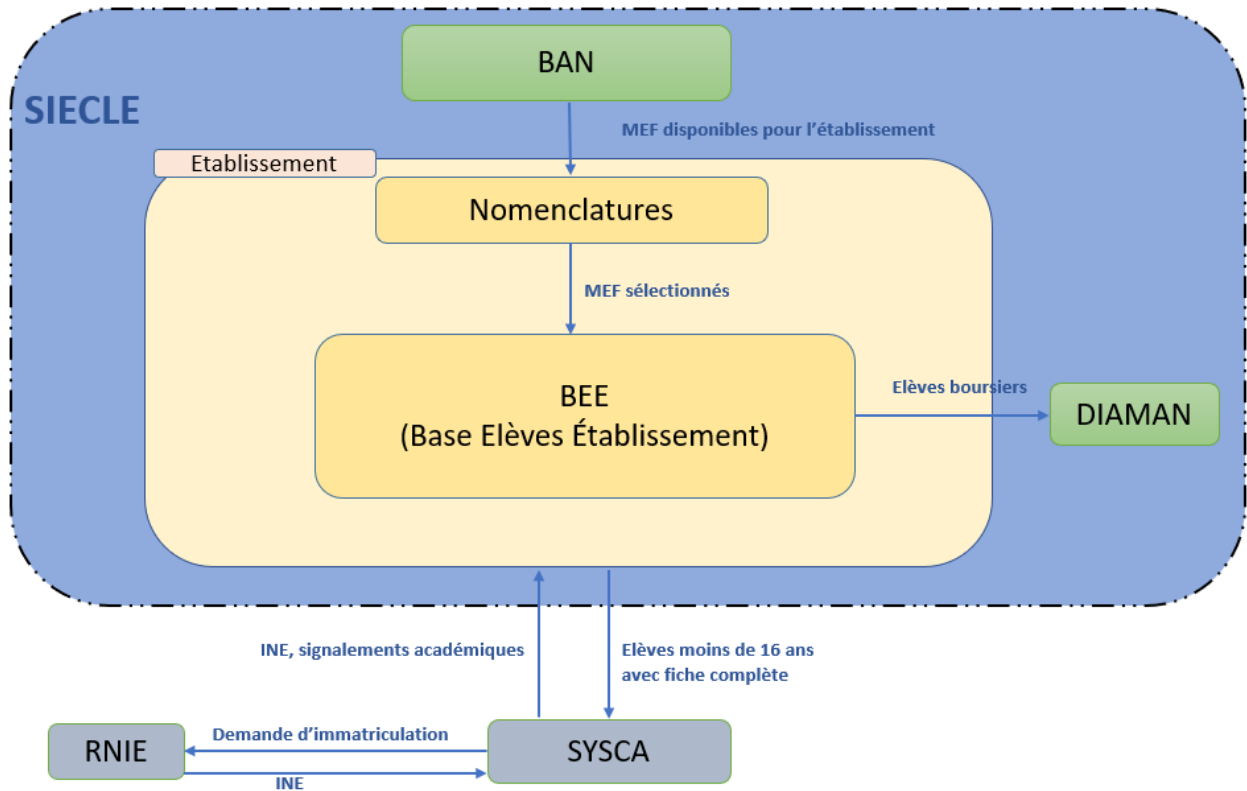 BAN
SIECLE
MEF disponibles pour l'établissement
Etablissement
Nomenclatures
MEF sélectionnés
BEE
(Base Elèves Établissement)
Elèves boursiers
DIAMAN
INE, signalements académiques
Elèves moins de 16 ans
avec fiche complète
RNIE
Demande d'immatriculation
SYSCA
INE